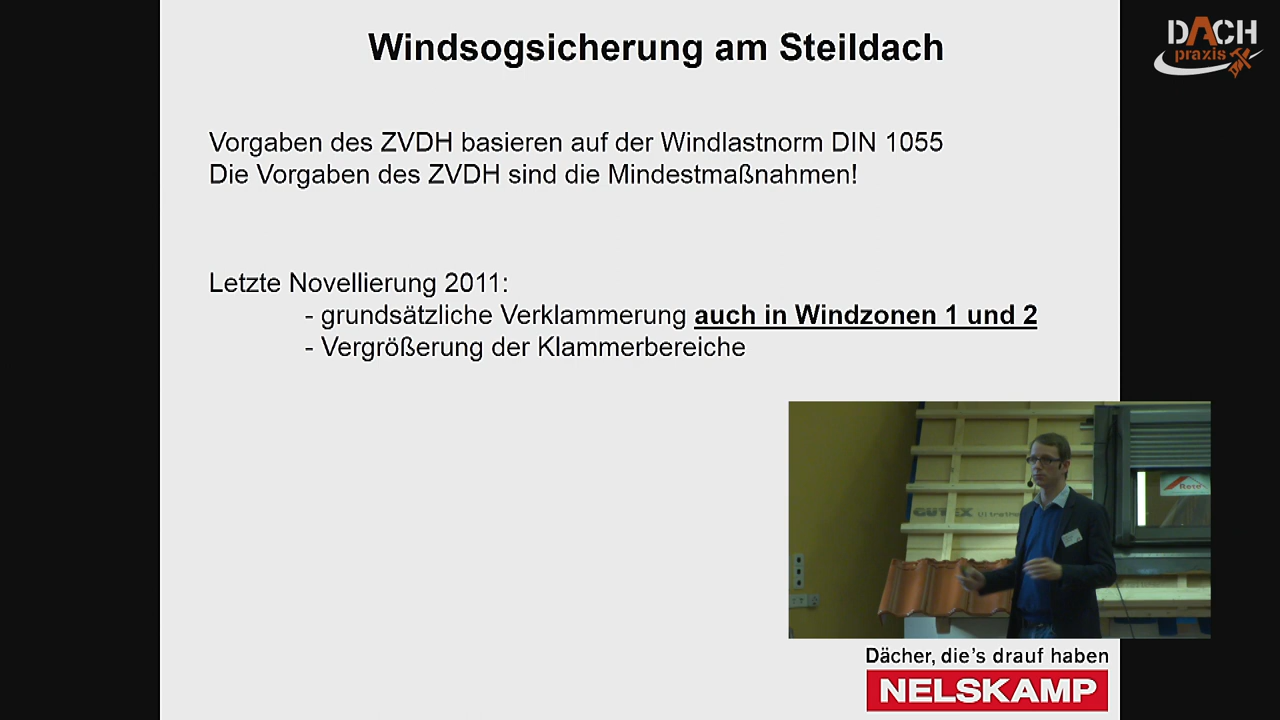 Windsogsicherung am Steildach
DACH
praxis
Vorgaben des ZVDH basieren auf der Windlastnorm DIN 1055
Die Vorgaben des ZVDH sind die Mindestmaßnahmen!
Letzte Novellierung 2011:
- grundsätzliche Verklammerung auch in Windzonen 1 und 2
- Vergrößerung der Klammerbereiche
GUTEX
Dächer, die's drauf haben
NELSKAMP